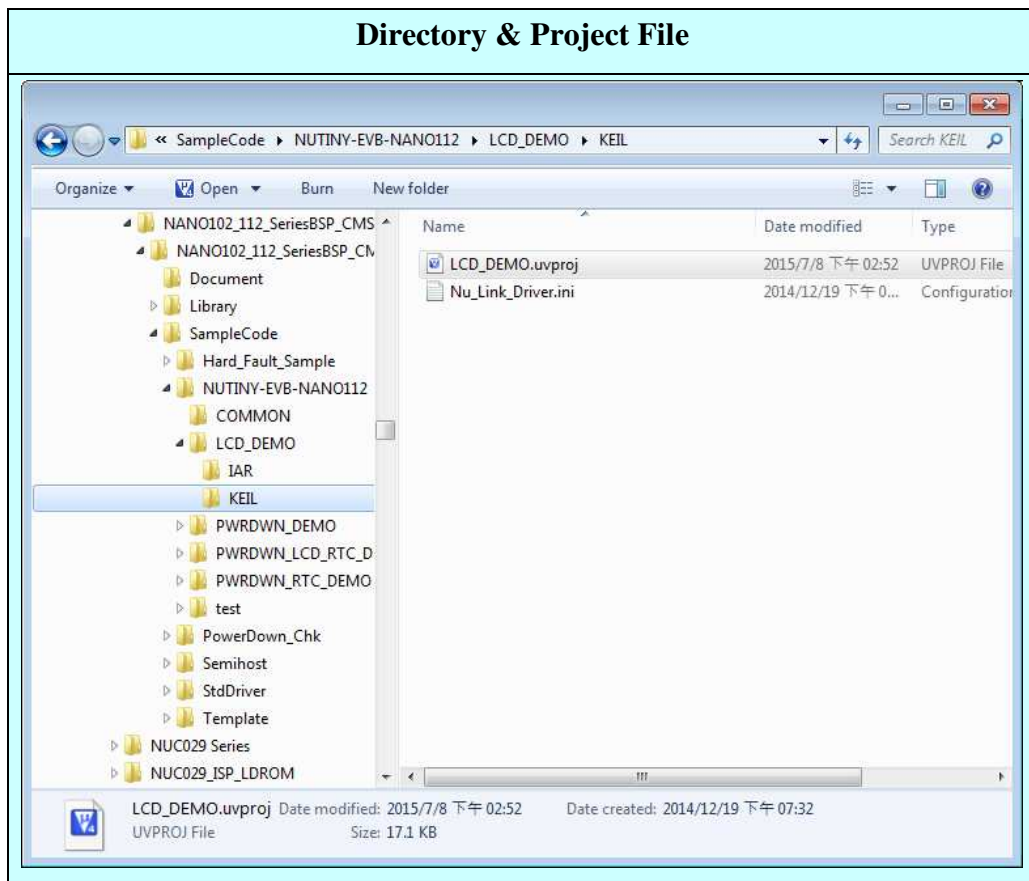 Directory & Project File
« SampleCode ▸ NUTINY-EVB-NANO112 ▸ LCD_DEMO ▸ KEIL
Search KEIL
Organize ▾ Open ▾ Burn New folder
NANO102_112_SeriesBSP_CMS
NANO102_112_SeriesBSP_CM
Document
Library
SampleCode
Hard_Fault_Sample
NUTINY-EVB-NANO112
COMMON
LCD_DEMO
IAR
KEIL
PWRDWN_DEMO
PWRDWN_LCD_RTC_D
PWRDWN_RTC_DEMO
test
PowerDown_Chk
Semihost
StdDriver
Template
NUC029 Series
NUC029_ISP_LDROM
Name Date modified Type
LCD_DEMO.uvproj 2015/7/8 下午 02:52 UVPROJ File
Nu_Link_Driver.ini 2014/12/19 下午 0... Configuration
LCD_DEMO.uvproj Date modified: 2015/7/8 下午 02:52 Date created: 2014/12/19 下午 07:32
UVPROJ File Size: 17.1 KB